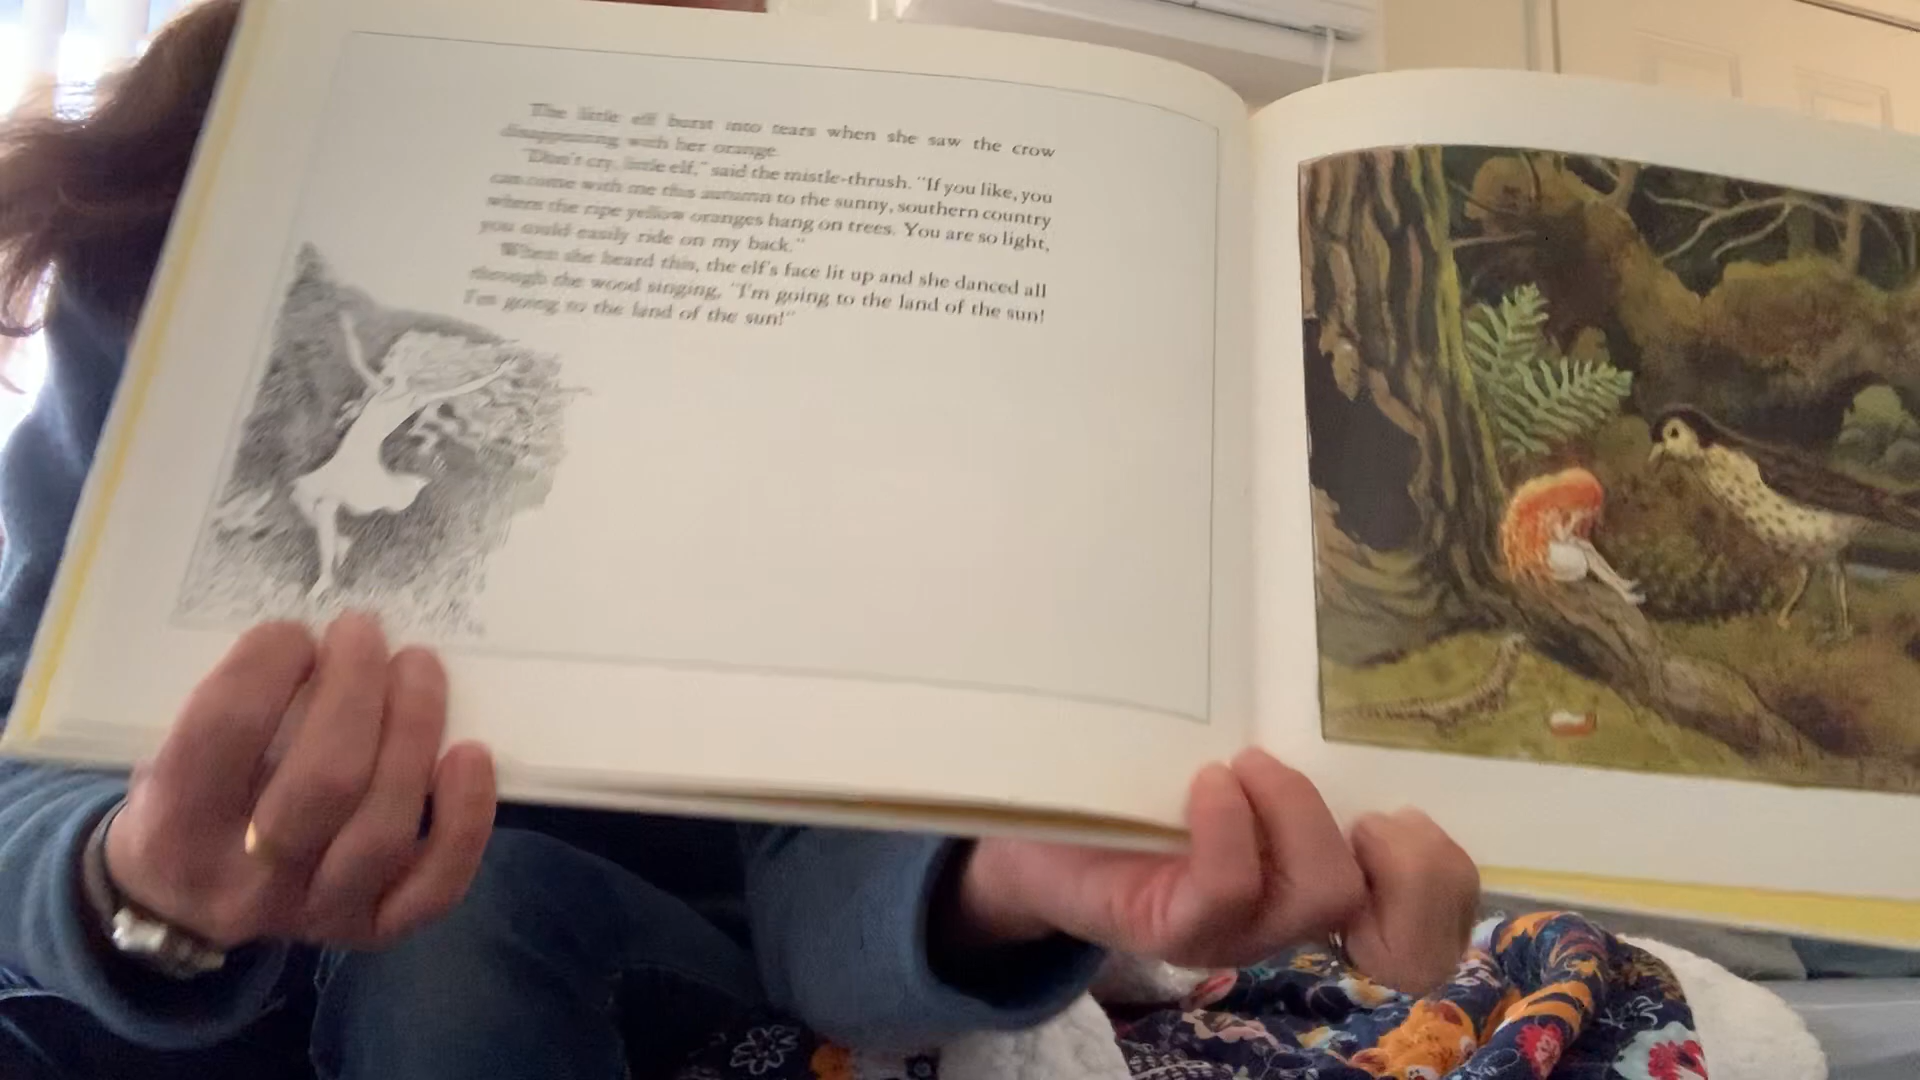 The little elf burst into tears when she saw the crow
disappearing with her orange.
"Don't cry, little elf," said the mistle-thrush. "If you like, you
can come with me this autumn to the sunny, southern country
where the ripe yellow oranges hang on trees. You are so light,
you could easily ride on my back."
When she heard this, the elf's face lit up and she danced all
through the wood singing, "I'm going to the land of the sun!
I'm going to the land of the sun!"